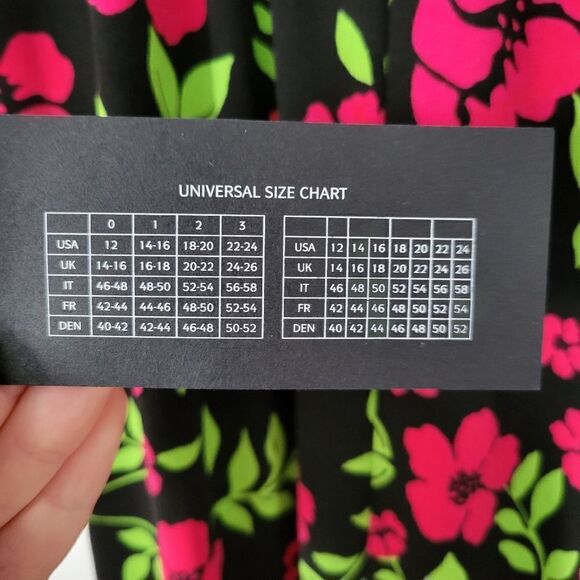 UNIVERSAL SIZE CHART
0 1 2 3
USA 12 14-16 18-20 22-24
UK 14-16 16-18 20-22 24-26
IT 46-48 48-50 52-54 56-58
FR 42-44 44-46 48-50 52-54
DEN 40-42 42-44 46-48 50-52
USA 12 14 16 18 20 22 24
UK 14 16 18 20 22 24 26
IT 46 48 50 52 54 56 58
FR 42 44 46 48 50 52 54
DEN 40 42 44 46 48 50 52